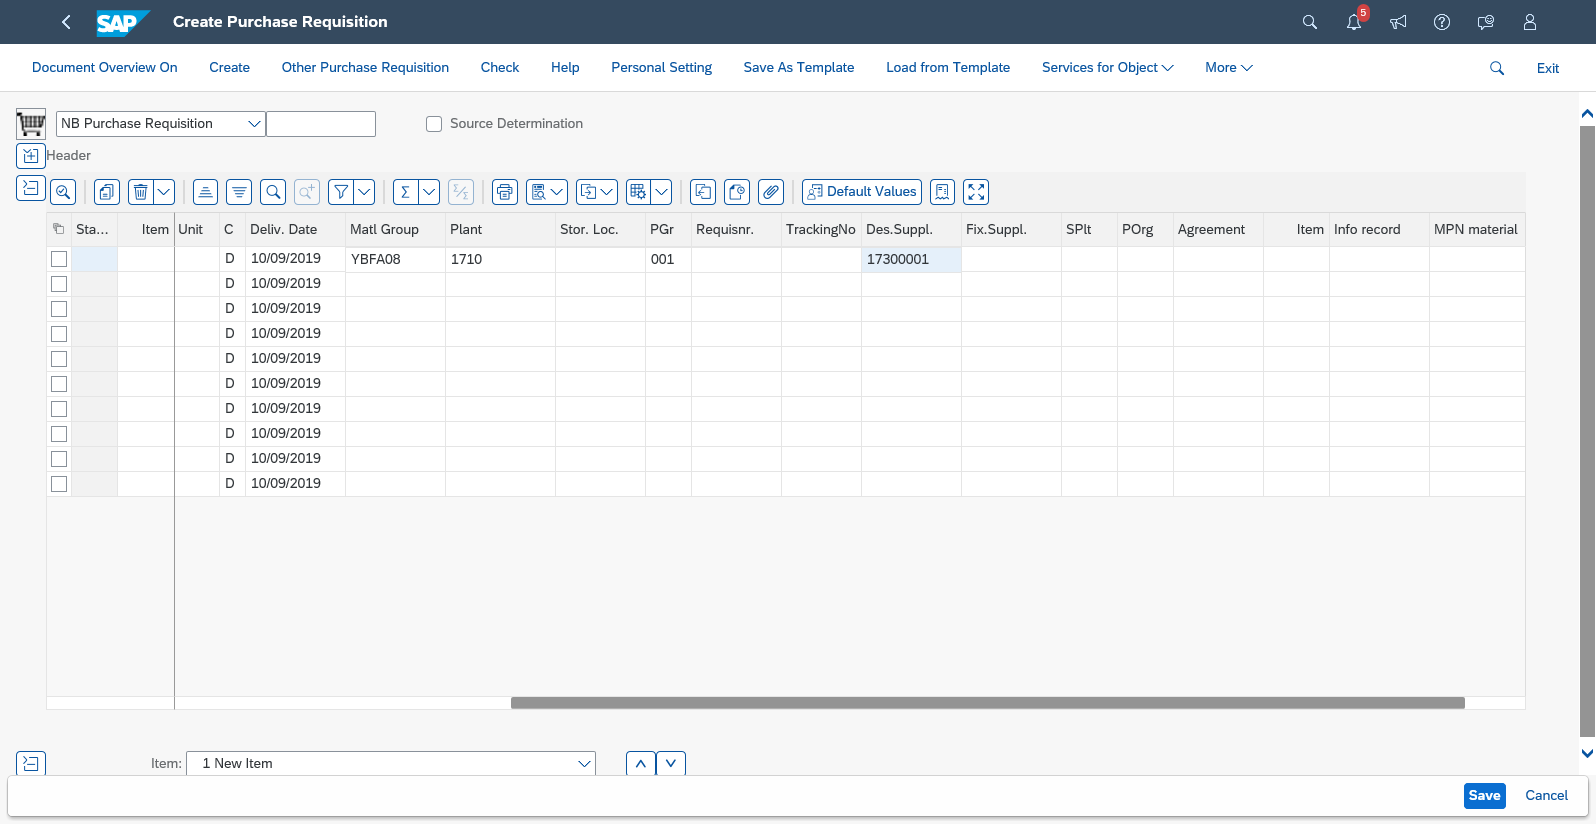 SAP Create Purchase Requisition 5
Document Overview On Create Other Purchase Requisition Check Help Personal Setting Save As Template Load from Template Services for Object More Exit
NB Purchase Requisition Source Determination
Header
Default Values
Sta... Item Unit C Deliv. Date Matl Group Plant Stor. Loc. PGr Requisnr. TrackingNo Des.Suppl. Fix.Suppl. SPlt POrg Agreement Item Info record MPN material
D 10/09/2019 YBFA08 1710 001 17300001
D 10/09/2019
D 10/09/2019
D 10/09/2019
D 10/09/2019
D 10/09/2019
D 10/09/2019
D 10/09/2019
D 10/09/2019
D 10/09/2019
Item: 1 New Item
Save Cancel